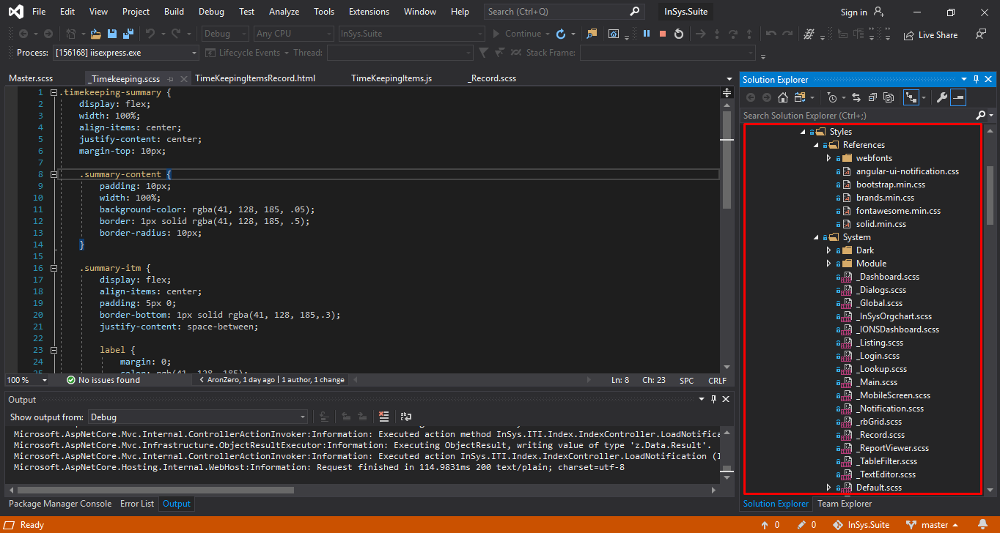 File Edit View Project Build Debug Test Analyze Tools Extensions Window Help Search (Ctrl+Q) InSys.Suite Sign in
Debug Any CPU InSys.Suite Continue Live Share
Process: [156168] iisexpress.exe Lifecycle Events Thread: Stack Frame:
Master.scss _Timekeeping.scss TimeKeepingItemsRecord.html TimeKeepingItems.js _Record.scss
1 .timekeeping-summary {
2 display: flex;
3 width: 100%;
4 align-items: center;
5 justify-content: center;
6 margin-top: 10px;
7
8 .summary-content {
9 padding: 10px;
10 width: 100%;
11 background-color: rgba(41, 128, 185, .05);
12 border: 1px solid rgba(41, 128, 185, .5);
13 border-radius: 10px;
14 }
15
16 .summary-itm {
17 display: flex;
18 align-items: center;
19 padding: 5px 0;
20 border-bottom: 1px solid rgba(41, 128, 185,.3);
21 justify-content: space-between;
22
23 label {
24 margin: 0;
25 color: rgb(41, 128, 185);
100 % No issues found AronZero, 1 day ago | 1 author, 1 change Ln: 8 Ch: 23 SPC CRLF
Output
Show output from: Debug
Microsoft.AspNetCore.Mvc.Internal.ControllerActionInvoker:Information: Executed action method InSys.ITI.Index.IndexController.LoadNotifica
Microsoft.AspNetCore.Mvc.Infrastructure.ObjectResultExecutor:Information: Executing ObjectResult, writing value of type 'z.Data.Result'.
Microsoft.AspNetCore.Mvc.Internal.ControllerActionInvoker:Information: Executed action InSys.ITI.Index.IndexController.LoadNotification (I
Microsoft.AspNetCore.Hosting.Internal.WebHost:Information: Request finished in 114.9831ms 200 text/plain; charset=utf-8
Package Manager Console Error List Output
Solution Explorer
Search Solution Explorer (Ctrl+;)
Styles
References
webfonts
angular-ui-notification.css
bootstrap.min.css
brands.min.css
fontawesome.min.css
solid.min.css
System
Dark
Module
_Dashboard.scss
_Dialogs.scss
_Global.scss
_InSysOrgchart.scss
_IONSDashboard.scss
_Listing.scss
_Login.scss
_Lookup.scss
_Main.scss
_MobileScreen.scss
_Notification.scss
_rbGrid.scss
_Record.scss
_ReportViewer.scss
_TableFilter.scss
_TextEditor.scss
Default.scss
Solution Explorer Team Explorer
Ready 0 0 InSys.Suite master